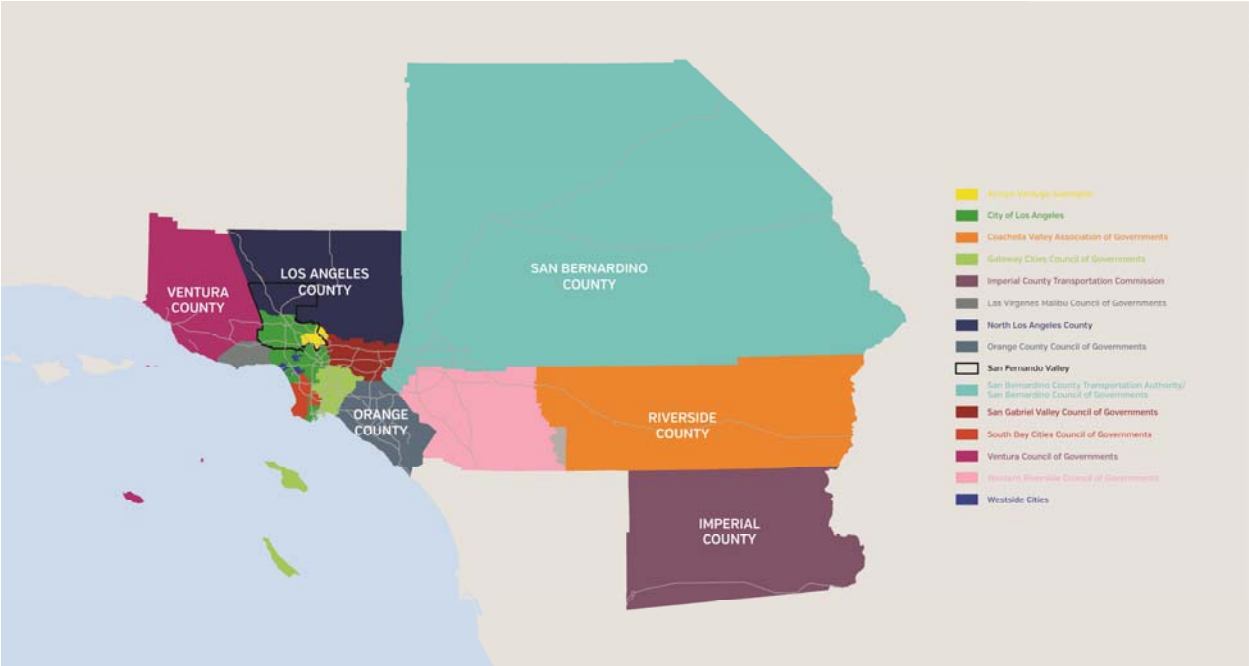 VENTURA
COUNTY
LOS ANGELES
COUNTY
SAN BERNARDINO
COUNTY
ORANGE
COUNTY
RIVERSIDE
COUNTY
IMPERIAL
COUNTY
Arroyo Verdugo Subregion
City of Los Angeles
Coachella Valley Association of Governments
Gateway Cities Council of Governments
Imperial County Transportation Commission
Las Virgenes Malibu Council of Governments
North Los Angeles County
Orange County Council of Governments
San Fernando Valley
San Bernardino County Transportation Authority/
San Bernardino Council of Governments
San Gabriel Valley Council of Governments
South Bay Cities Council of Governments
Ventura Council of Governments
Western Riverside Council of Governments
Westside Cities